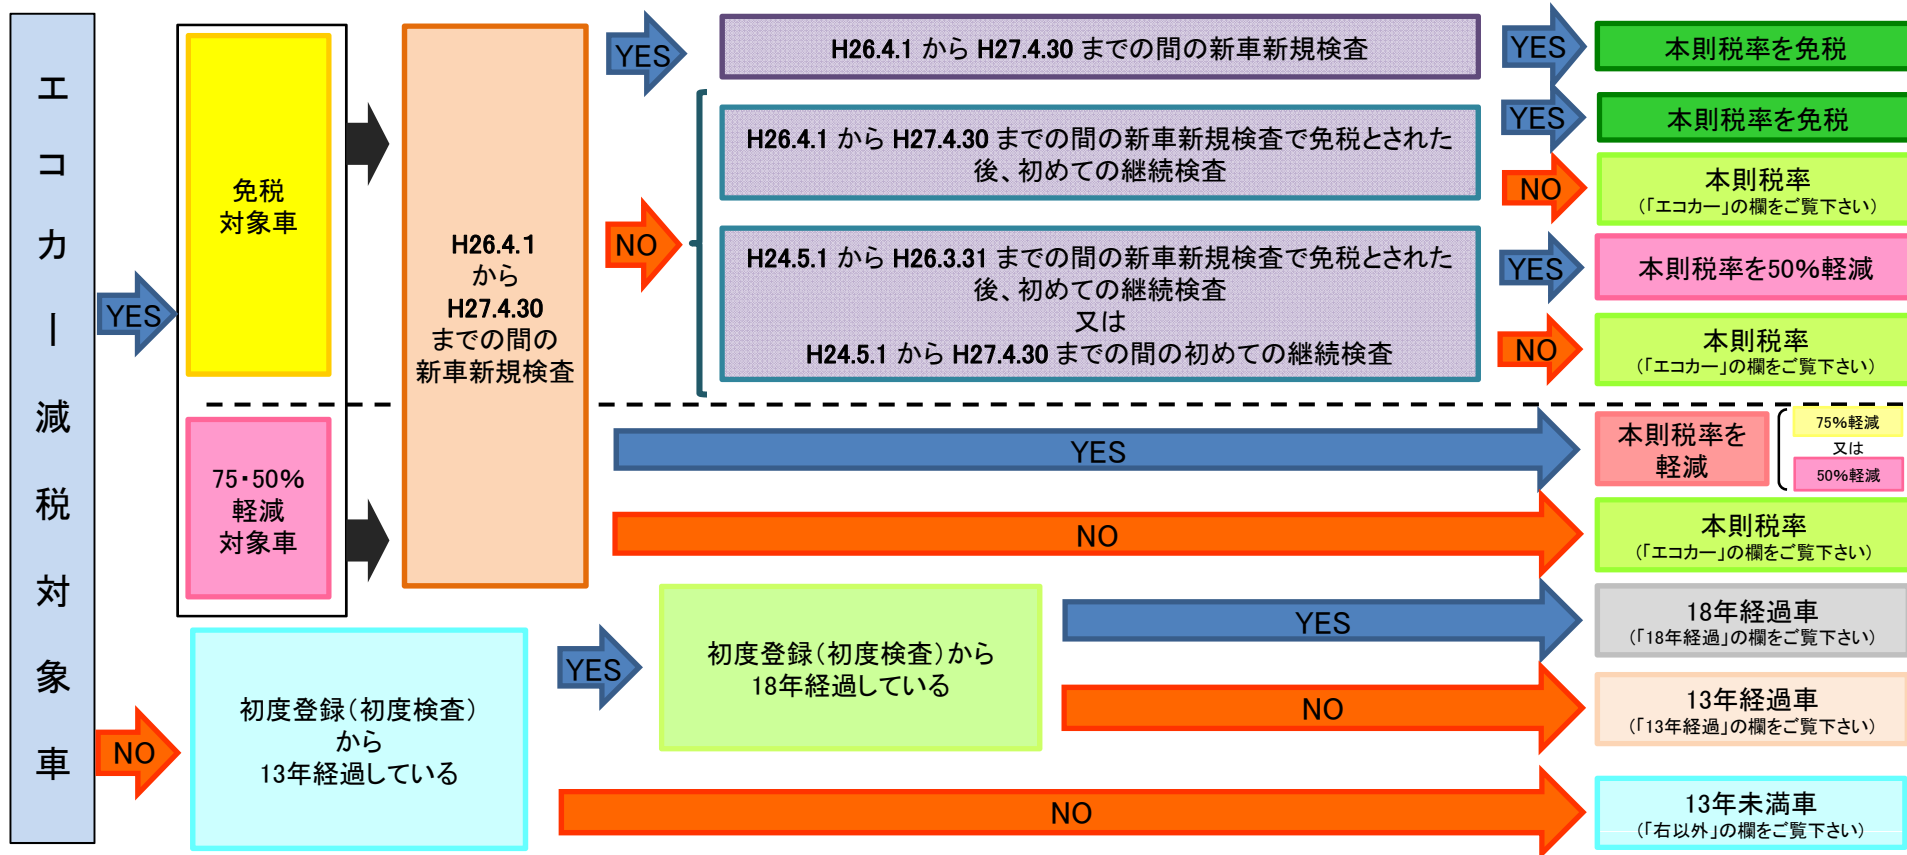 エコカー減税対象車
YES
NO
免税
対象車
75・50%
軽減
対象車
H26.4.1
から
H27.4.30
までの間の
新車新規検査
YES
H26.4.1 から H27.4.30 までの間の新車新規検査
YES
本則税率を免税
NO
H26.4.1 から H27.4.30 までの間の新車新規検査で免税とされた
後、初めての継続検査
YES
本則税率を免税
NO
本則税率
(「エコカー」の欄をご覧下さい)
H24.5.1 から H26.3.31 までの間の新車新規検査で免税とされた
後、初めての継続検査
又は
H24.5.1 から H27.4.30 までの間の初めての継続検査
YES
本則税率を50%軽減
NO
本則税率
(「エコカー」の欄をご覧下さい)
YES
本則税率を
軽減
75%軽減
又は
50%軽減
NO
本則税率
(「エコカー」の欄をご覧下さい)
初度登録(初度検査)
から
13年経過している
YES
初度登録(初度検査)から
18年経過している
YES
18年経過車
(「18年経過」の欄をご覧下さい)
NO
13年経過車
(「13年経過」の欄をご覧下さい)
NO
13年未満車
(「右以外」の欄をご覧下さい)